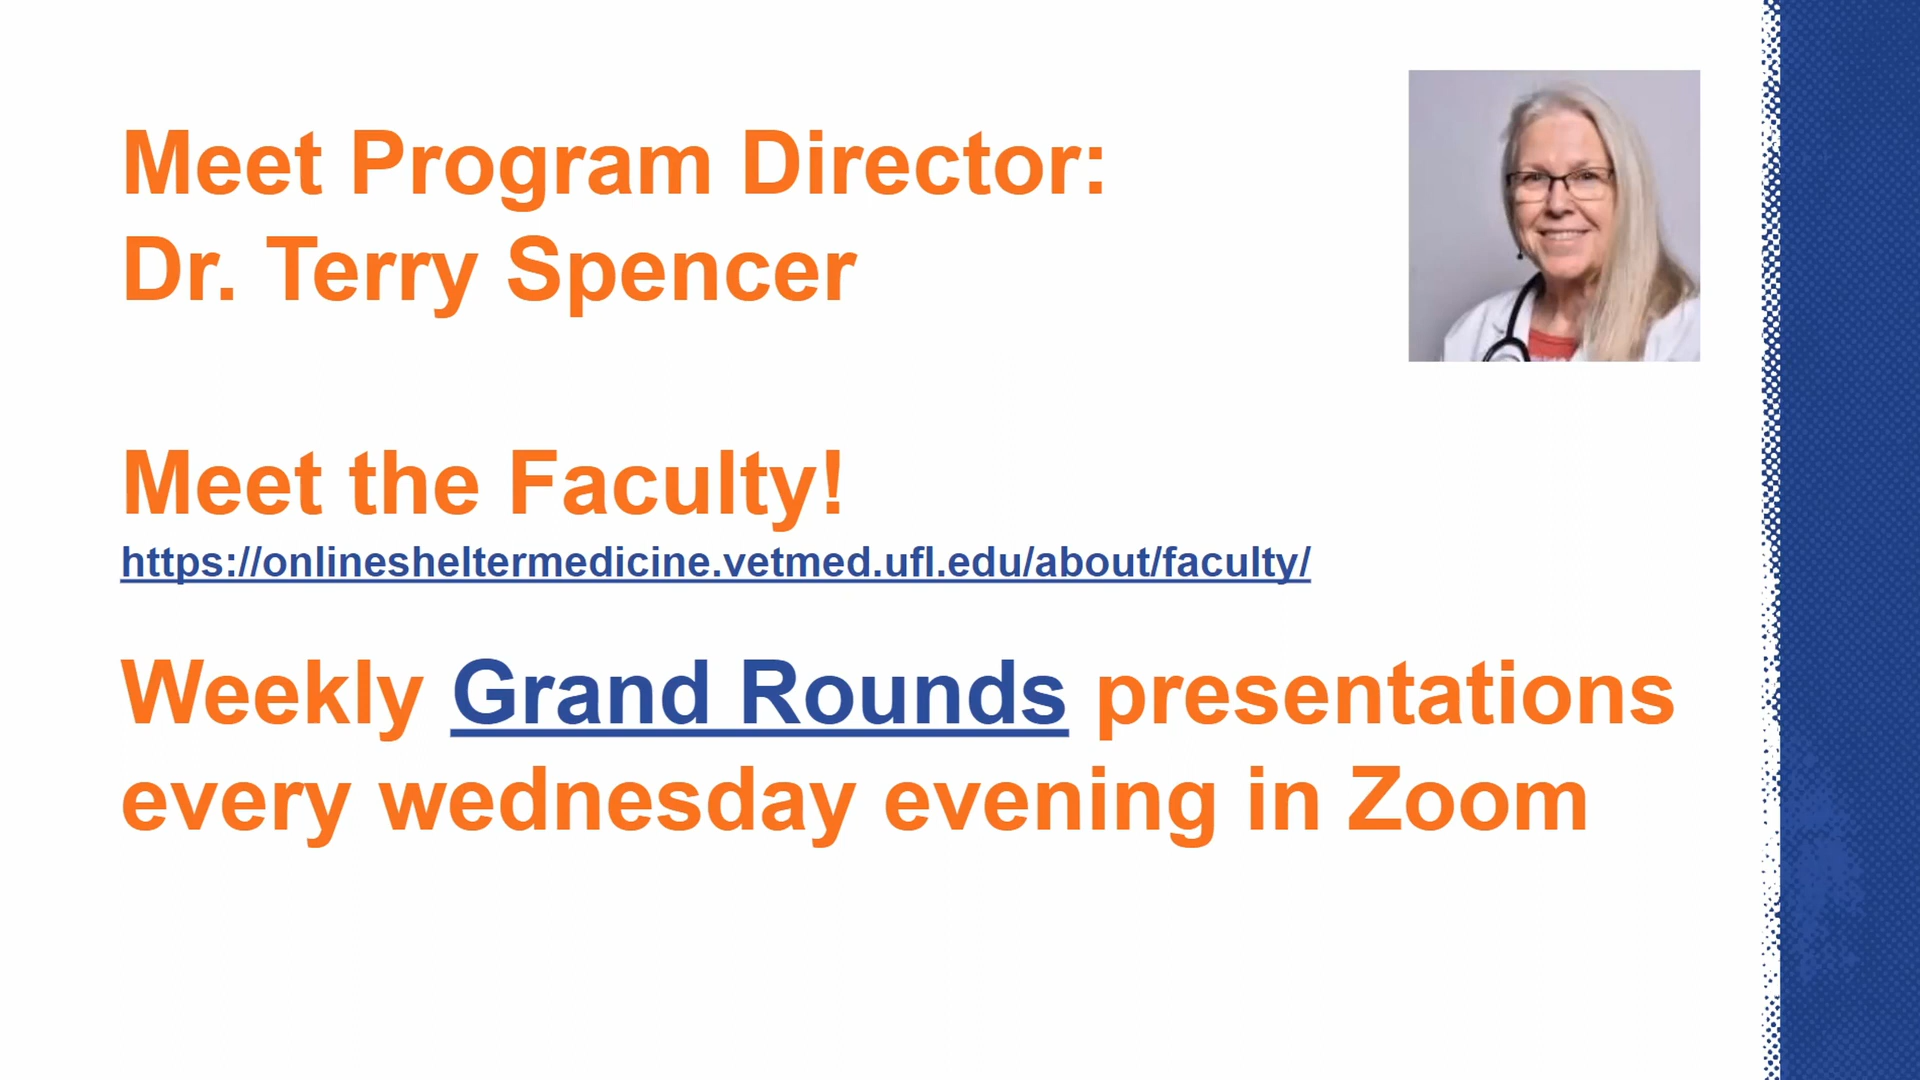 Meet Program Director:
Dr. Terry Spencer
Meet the Faculty!
https://onlinesheltermedicine.vetmed.ufl.edu/about/faculty/
Weekly Grand Rounds presentations
every wednesday evening in Zoom